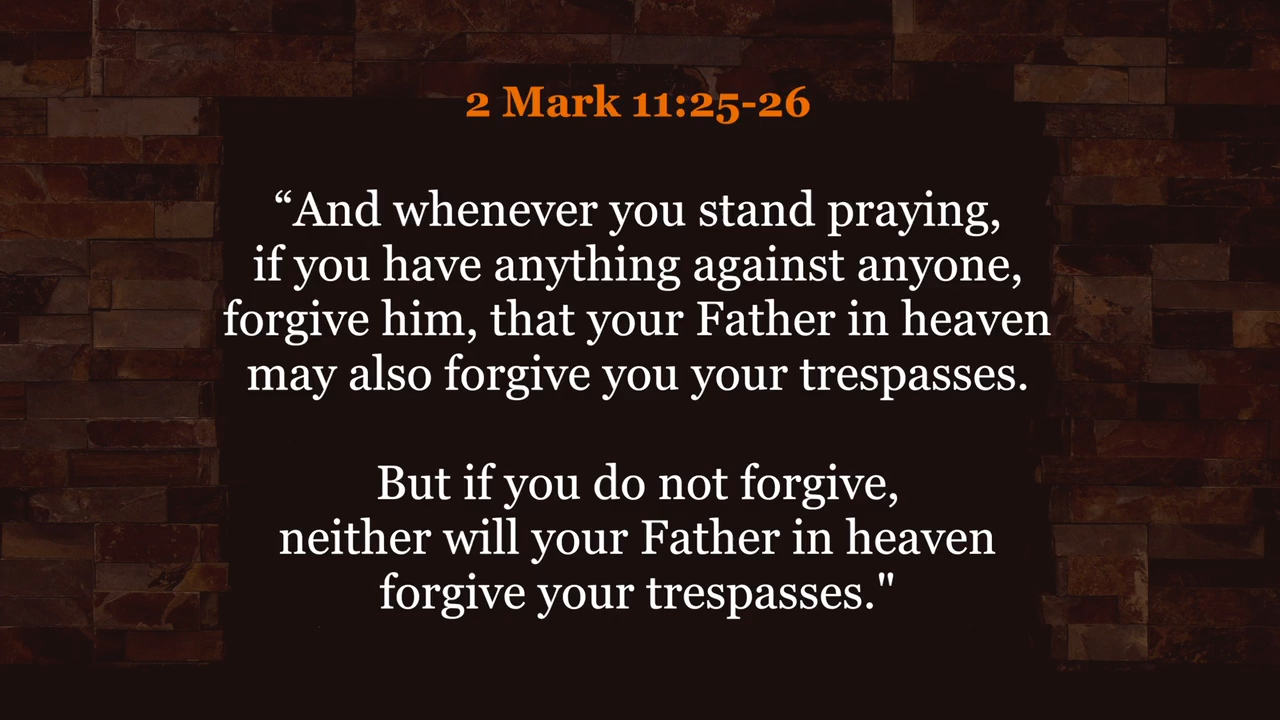 2 Mark 11:25-26
“And whenever you stand praying,
if you have anything against anyone,
forgive him, that your Father in heaven
may also forgive you your trespasses.
But if you do not forgive,
neither will your Father in heaven
forgive your trespasses."